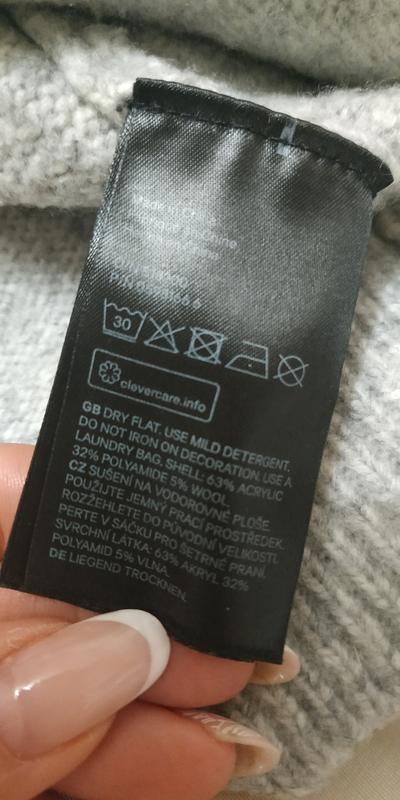 30
clevercare.info
GB DRY FLAT. USE MILD DETERGENT.
DO NOT IRON ON DECORATION. USE A
LAUNDRY BAG. SHELL: 63% ACRYLIC
32% POLYAMIDE 5% WOOL
CZ SUŠENÍ NA VODOROVNÉ PLOŠE.
POUŽIJTE JEMNÝ PRACÍ PROSTŘEDEK.
ROZŽEHLETE DO PŮVODNÍ VELIKOSTI.
PERTE V SÁČKU PRO ŠETRNÉ PRANÍ.
SVRCHNÍ LÁTKA: 63% AKRYL 32%
POLYAMID 5% VLNA.
DE LIEGEND TROCKNEN.